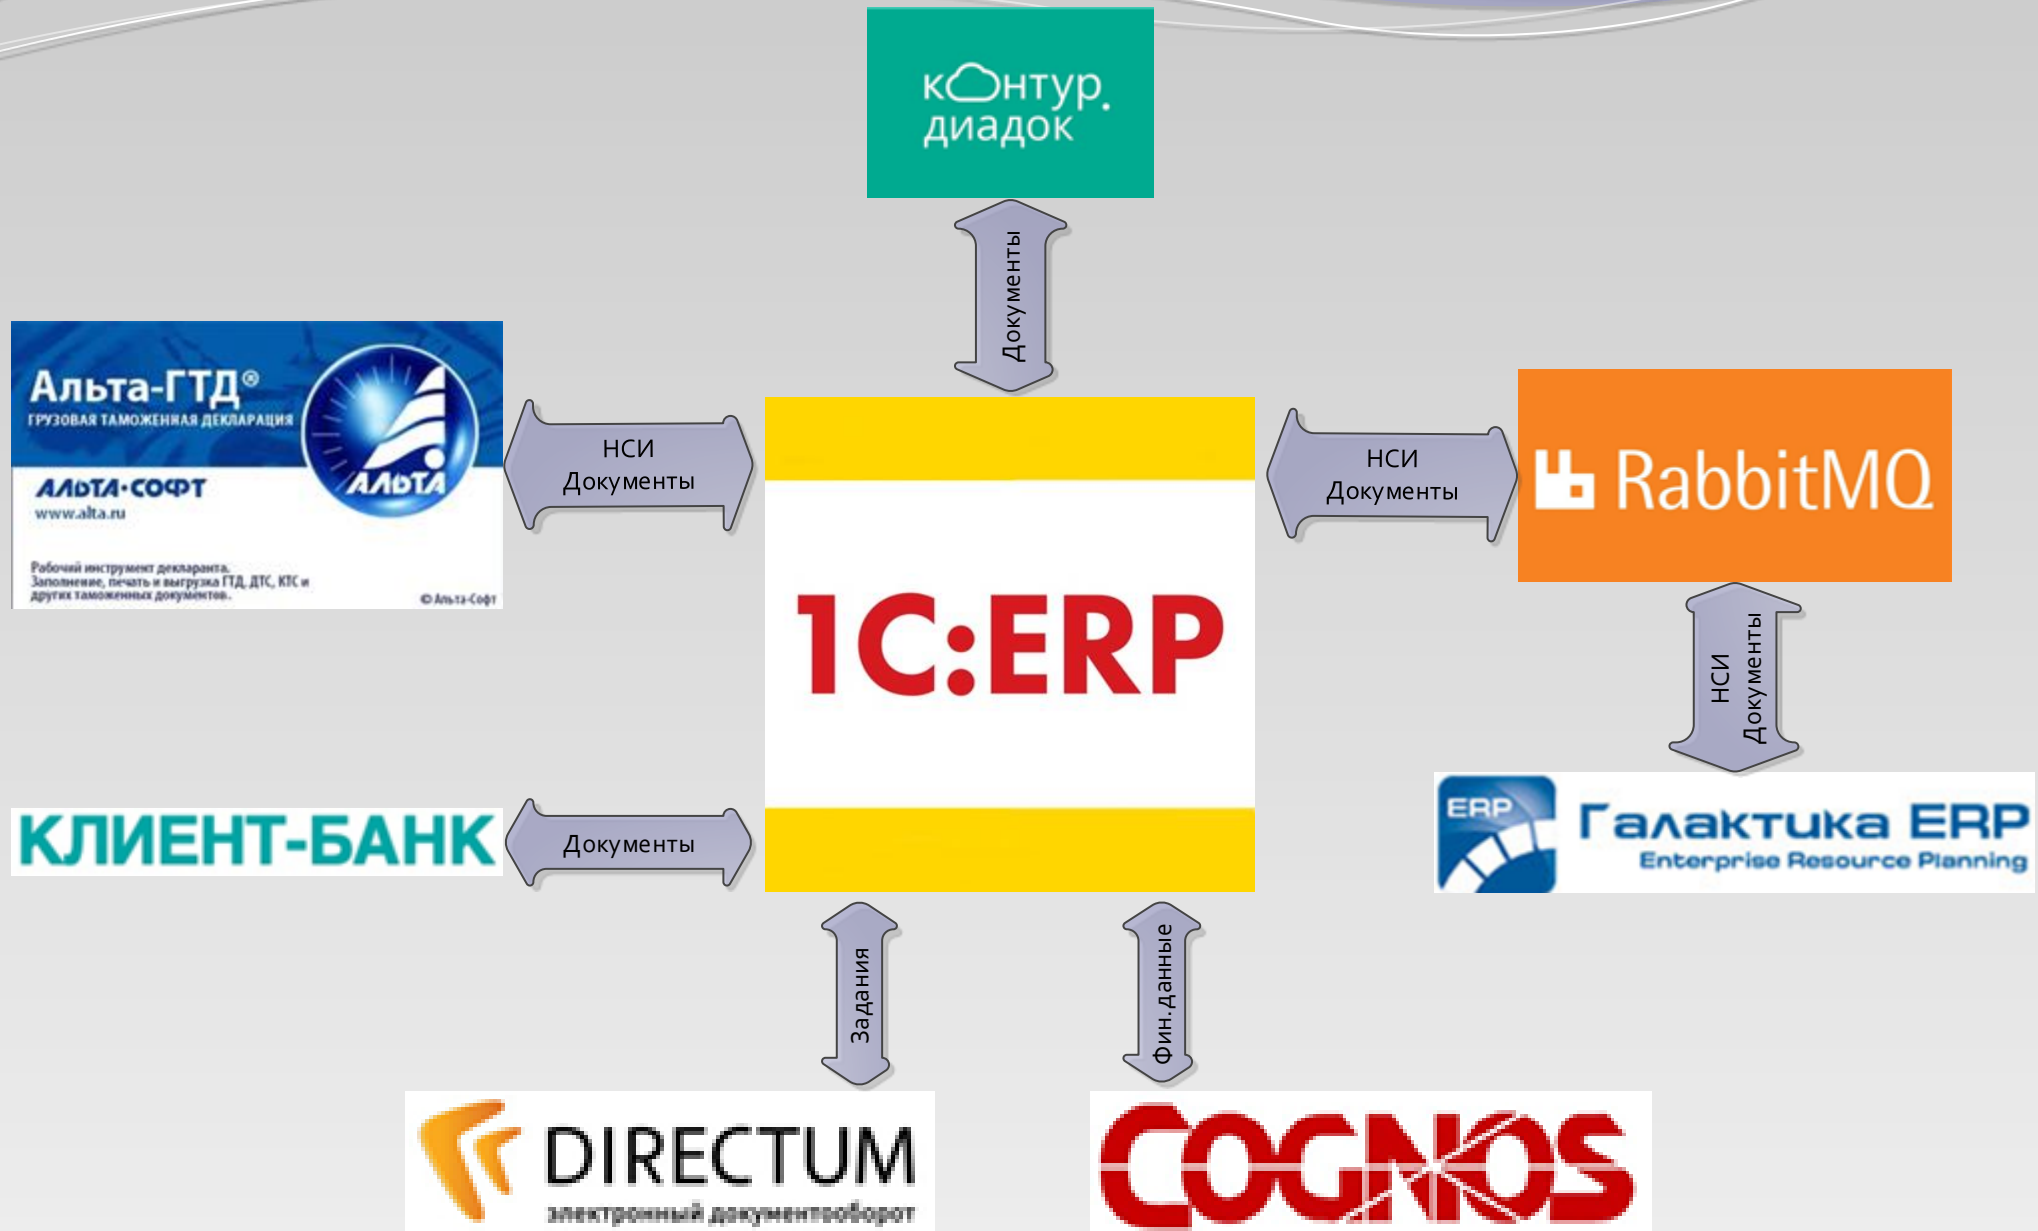 контур.
диадок
Документы
Альта-ГТД®
ГРУЗОВАЯ ТАМОЖЕННАЯ ДЕКЛАРАЦИЯ
АЛЬТА
АЛЬТА·СОФТ
www.alta.ru
Рабочий инструмент декларанта.
Заполнение, печать и выгрузка ГТД, ДТС, КТС и
других таможенных документов.
© Альта-Софт
НСИ
Документы
1С:ERP
НСИ
Документы
RabbitMQ
НСИ
Документы
ERP
Галактика ERP
Enterprise Resource Planning
КЛИЕНТ-БАНК
Документы
Задания
Фин.данные
DIRECTUM
электронный документооборот
COGNOS